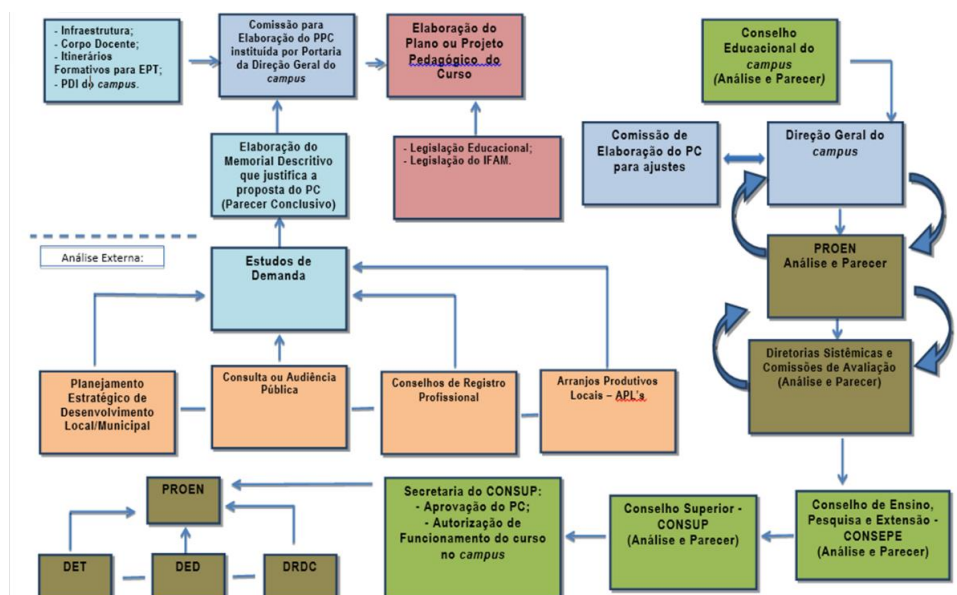 - Infraestrutura;
- Corpo Docente;
- Itinerários
Formativos para EPT;
- PDI do campus.
Comissão para
Elaboração do PPC
instituída por Portaria
da Direção Geral do
campus
Elaboração do
Plano ou Projeto
Pedagógico do
Curso
Conselho
Educacional do
campus
(Análise e Parecer)
Elaboração do
Memorial Descritivo
que justifica a
proposta do PC
(Parecer Conclusivo)
- Legislação Educacional;
- Legislação do IFAM.
Comissão de
Elaboração do PC
para ajustes
Direção Geral do
campus
Análise Externa:
Estudos de
Demanda
PROEN
Análise e Parecer
Diretorias Sistêmicas e
Comissões de Avaliação
(Análise e Parecer)
Planejamento
Estratégico de
Desenvolvimento
Local/Municipal
Consulta ou Audiência
Pública
Conselhos de Registro
Profissional
Arranjos Produtivos
Locais – APL's
PROEN
Secretaria do CONSUP:
- Aprovação do PC;
- Autorização de
Funcionamento do curso
no campus
Conselho Superior -
CONSUP
(Análise e Parecer)
Conselho de Ensino,
Pesquisa e Extensão -
CONSEPE
(Análise e Parecer)
DET
DED
DRDC